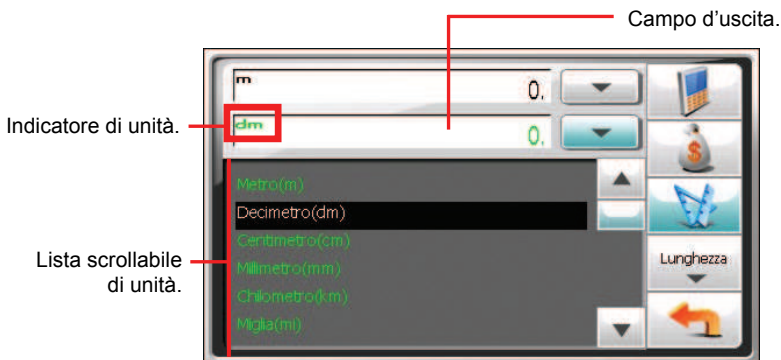 Campo d'uscita.
m
0.
Indicatore di unità.
dm
0.
Metro(m)
Decimetro(dm)
Centimetro(cm)
Lista scrollabile
di unità.
Millimetro(mm)
Lunghezza
Chilometro(km)
Miglia(mi)